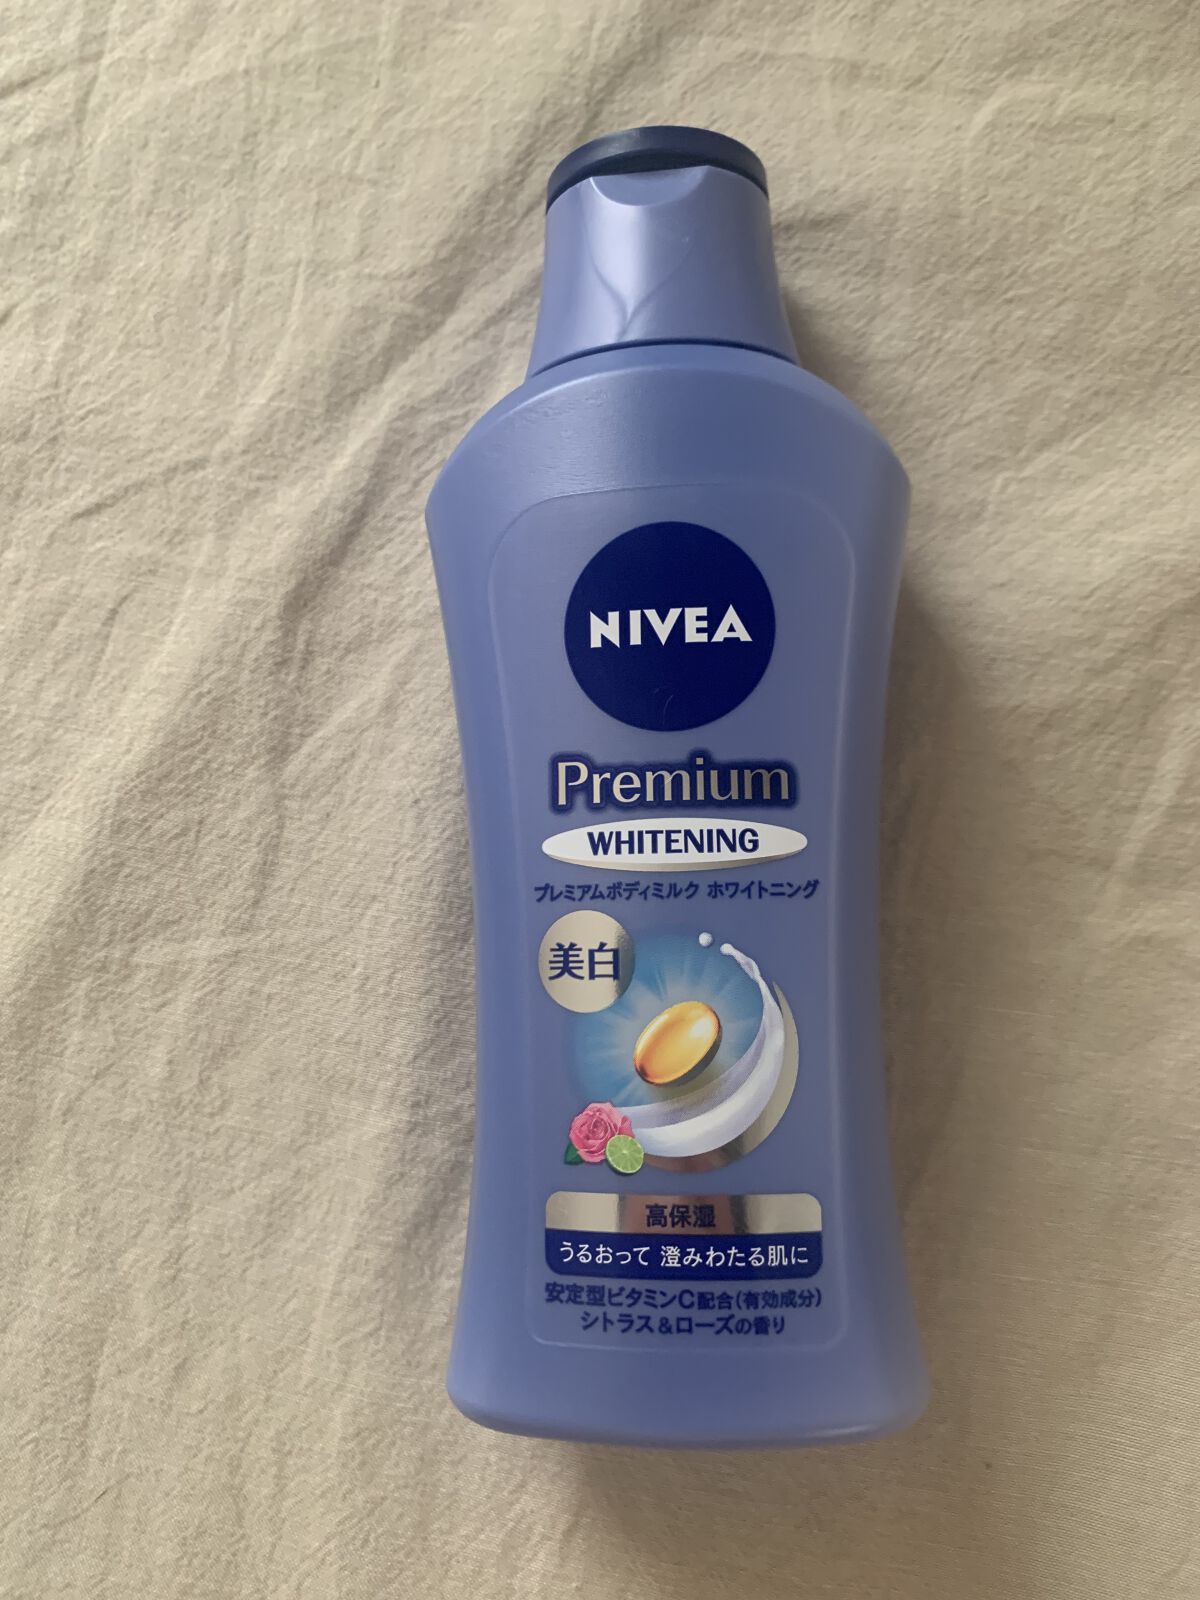 NIVEA
Premium
WHITENING
プレミアムボディミルク ホワイトニング
美白
高保湿
うるおって 澄みわたる肌に
安定型ビタミンC配合(有効成分)
シトラス&ローズの香り